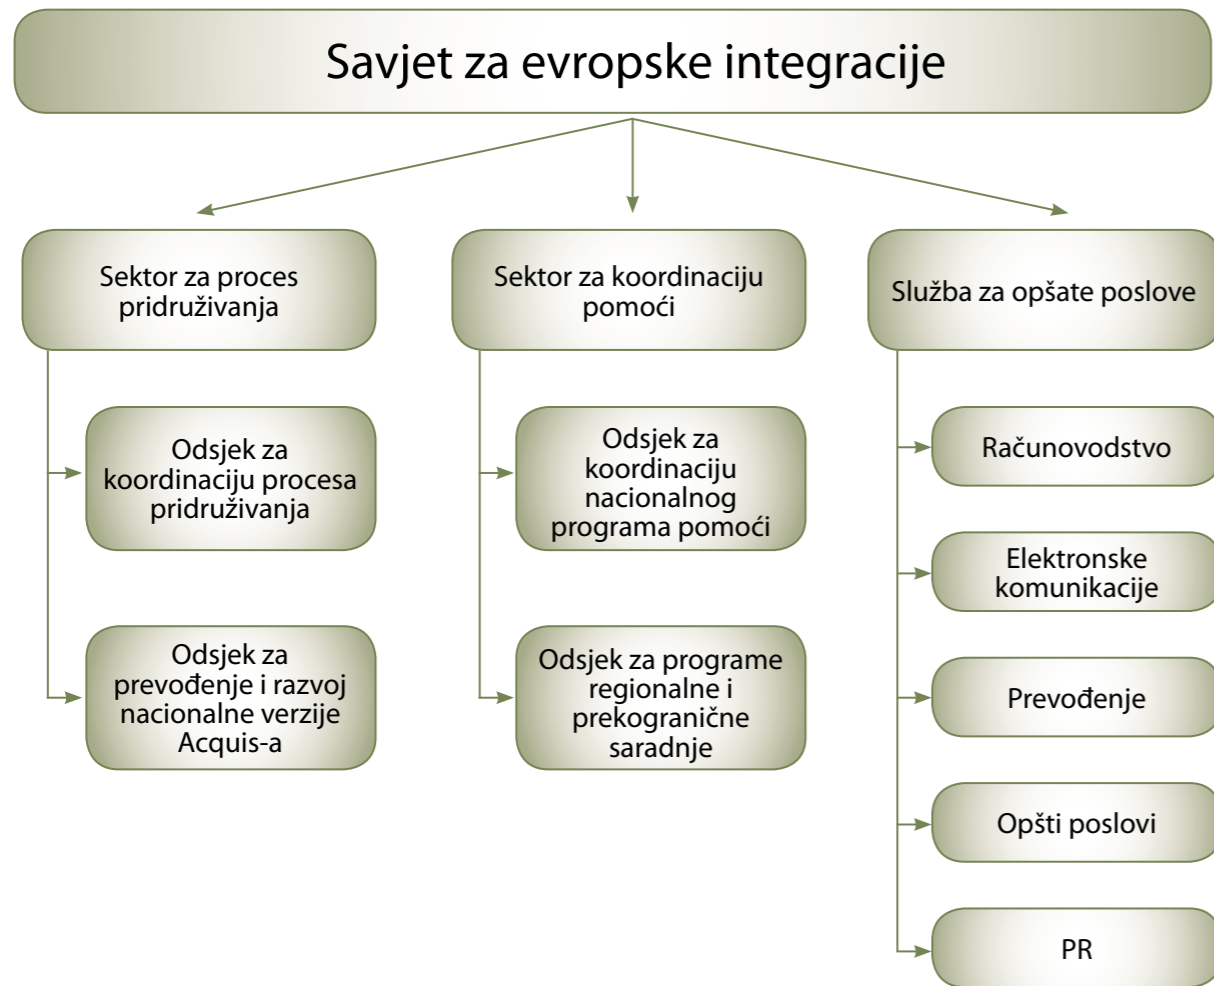 Savjet za evropske integracije
Sektor za proces
pridruživanja
Sektor za koordinaciju
pomoći
Služba za opšate poslove
Odsjek za
koordinaciju procesa
pridruživanja
Odsjek za
prevođenje i razvoj
nacionalne verzije
Acquis-a
Odsjek za
koordinaciju
nacionalnog
programa pomoći
Odsjek za programe
regionalne i
prekogranične
saradnje
Računovodstvo
Elektronske
komunikacije
Prevođenje
Opšti poslovi
PR